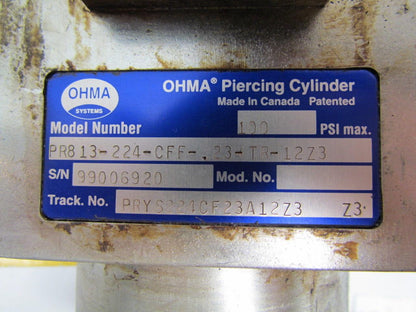 OHMA
SYSTEMS
OHMA® Piercing Cylinder
Made In Canada Patented
Model Number 100 PSI max.
PR813-224-CFF-.23-T3-12Z3
S/N 99006920 Mod. No.
Track. No. Z3